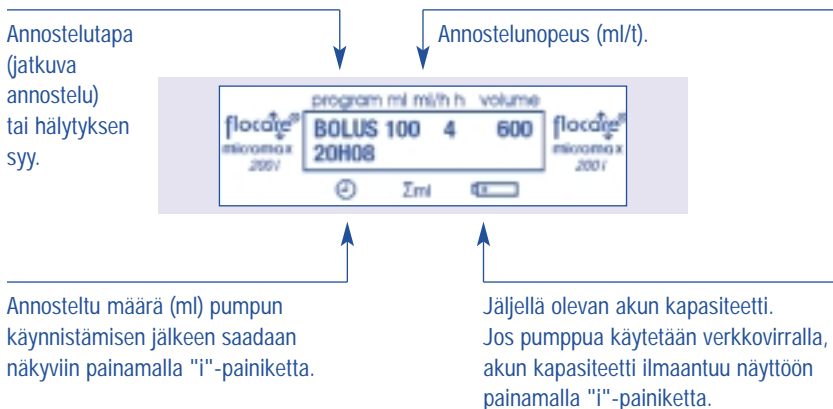 Annostelutapa
(jatkuva
annostelu)
tai hälytyksen
syy.
Annostelunopeus (ml/t).
program ml ml/h h volume
flocare®
micromax
2001
BOLUS 100 4 600
20H08
flocare®
micromax
2001
Σml
Annosteltu määrä (ml) pumpun
käynnistämisen jälkeen saadaan
näkyviin painamalla "i"-painiketta.
Jäljellä olevan akun kapasiteetti.
Jos pumppua käytetään verkkovirralla,
akun kapasiteetti ilmaantuu näyttöön
painamalla "i"-painiketta.